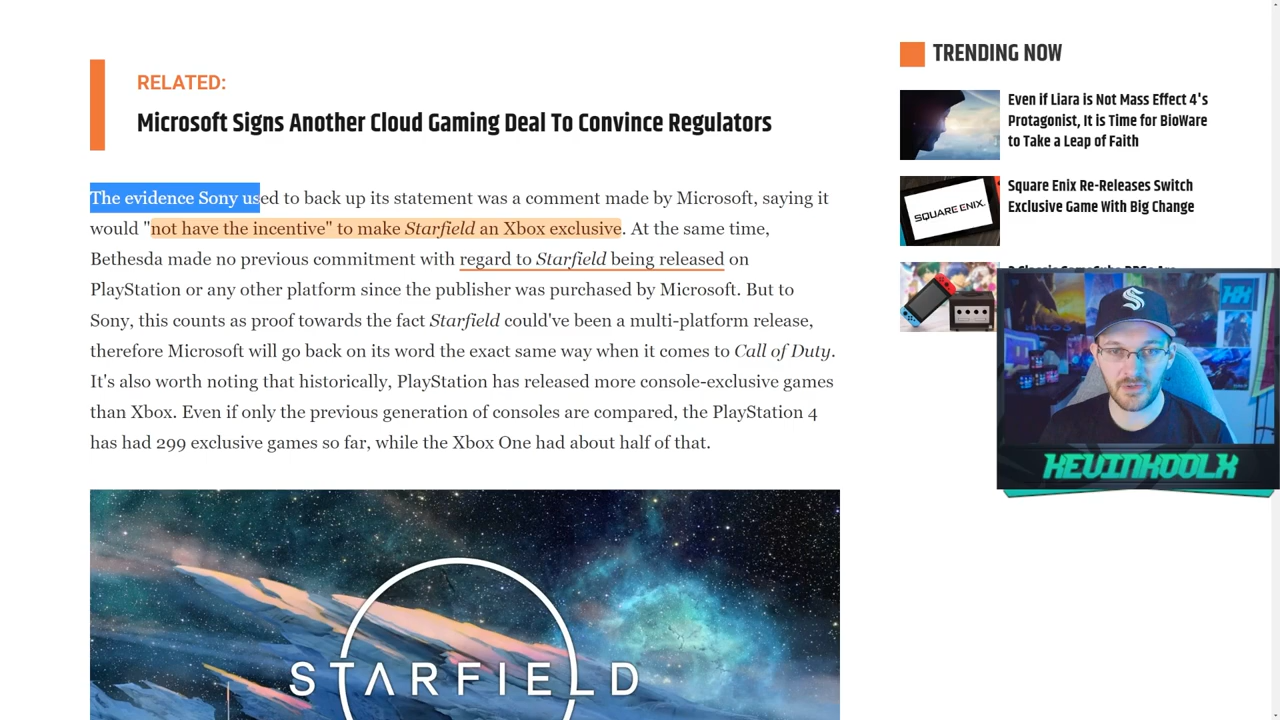 RELATED:
Microsoft Signs Another Cloud Gaming Deal To Convince Regulators
The evidence Sony used to back up its statement was a comment made by Microsoft, saying it
would "not have the incentive" to make Starfield an Xbox exclusive. At the same time,
Bethesda made no previous commitment with regard to Starfield being released on
PlayStation or any other platform since the publisher was purchased by Microsoft. But to
Sony, this counts as proof towards the fact Starfield could've been a multi-platform release,
therefore Microsoft will go back on its word the exact same way when it comes to Call of Duty.
It's also worth noting that historically, PlayStation has released more console-exclusive games
than Xbox. Even if only the previous generation of consoles are compared, the PlayStation 4
has had 299 exclusive games so far, while the Xbox One had about half of that.
STARFIELD
TRENDING NOW
Even if Liara is Not Mass Effect 4's
Protagonist, It is Time for BioWare
to Take a Leap of Faith
SQUARE ENIX
Square Enix Re-Releases Switch
Exclusive Game With Big Change
KEVINKOOLX